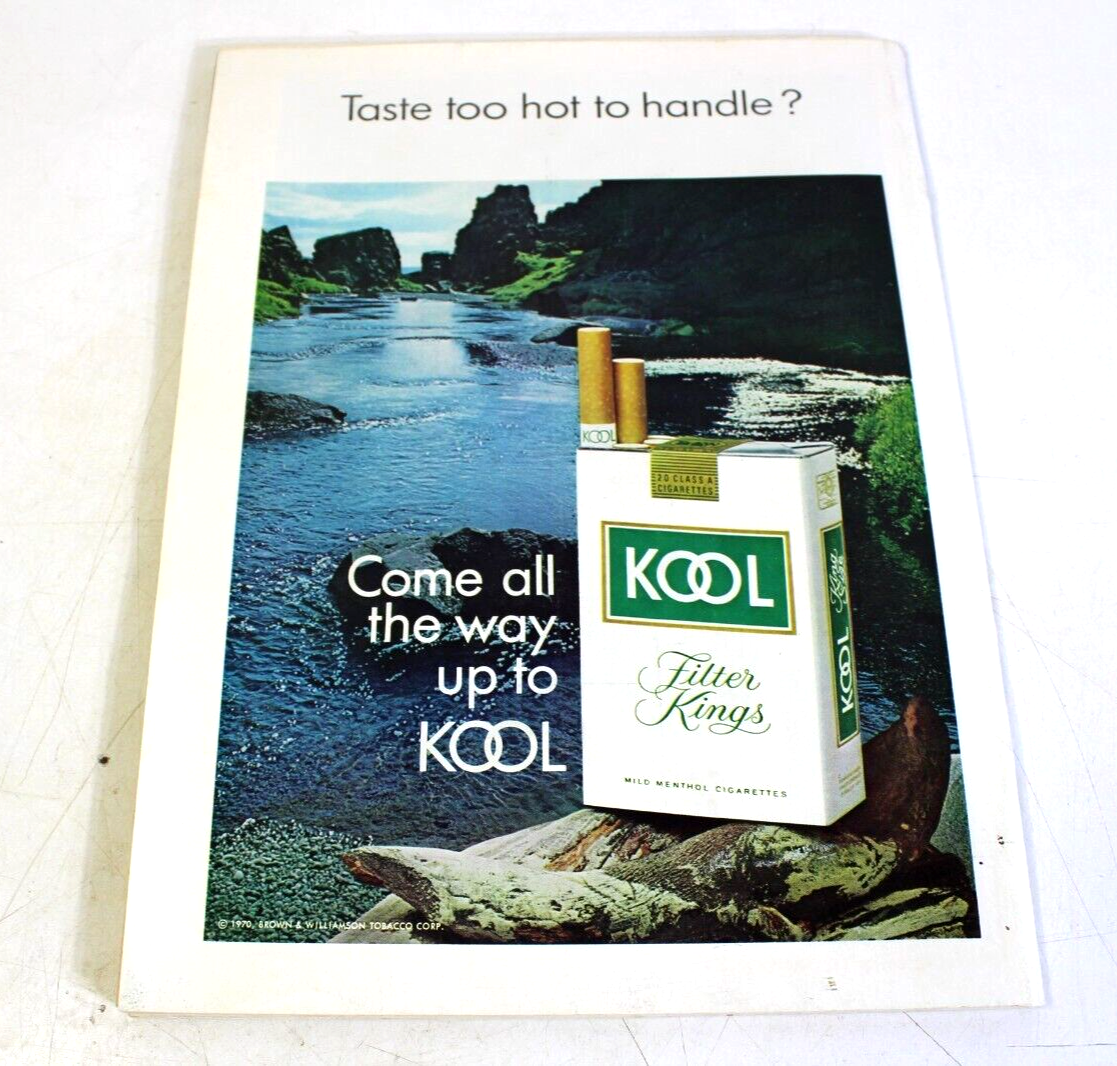 Taste too hot to handle?
KOOL
20 CLASS A
CIGARETTES
KOOL
King
KOOL
Filter
Kings
MILD MENTHOL CIGARETTES
Come all
the way
up to
KOOL
© 1970, BROWN & WILLIAMSON TOBACCO CORP.